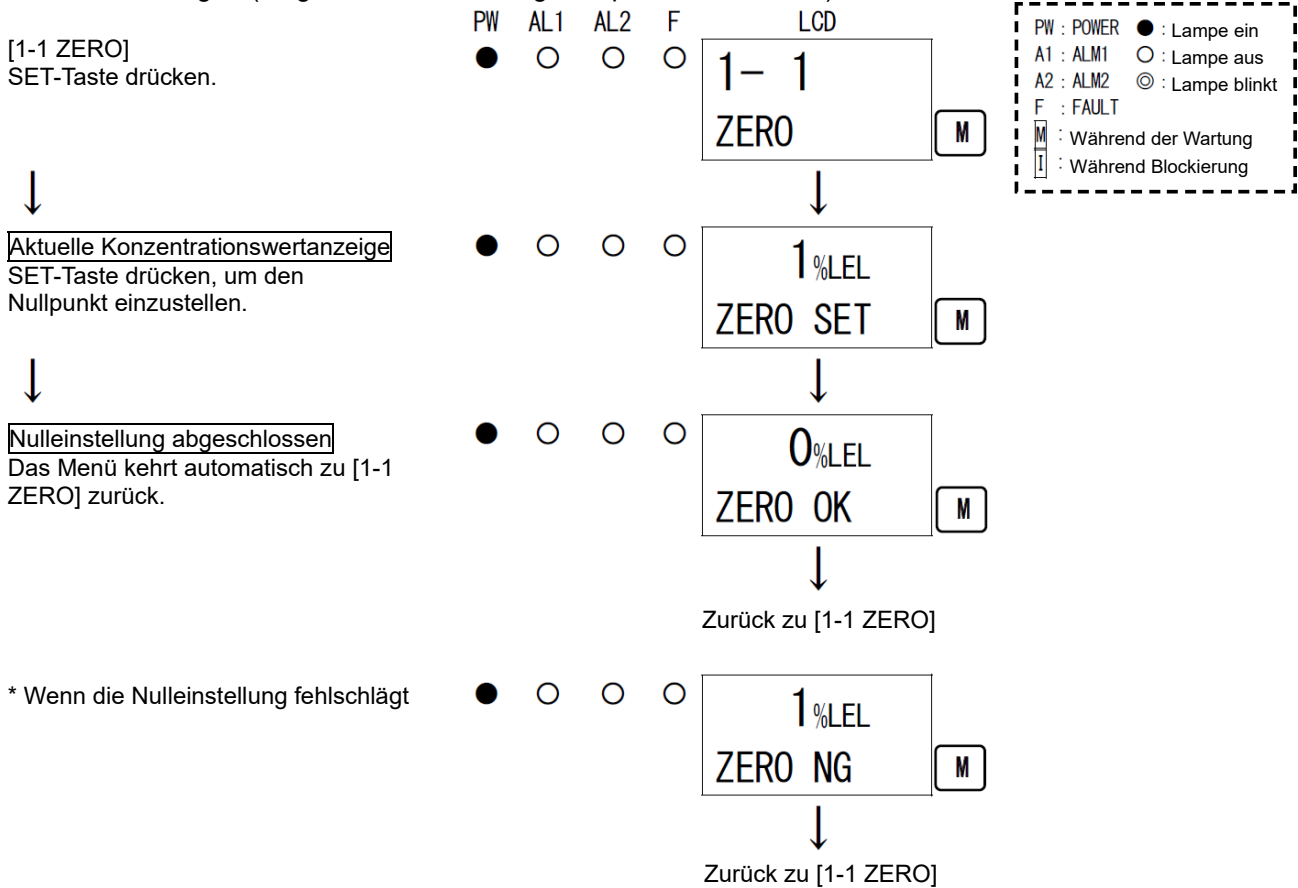 PW AL1 AL2 F LCD
[1-1 ZERO]
SET-Taste drücken.
1- 1
ZERO
M
PW : POWER ● : Lampe ein
A1 : ALM1 ○ : Lampe aus
A2 : ALM2 ◎ : Lampe blinkt
F : FAULT
M : Während der Wartung
I : Während Blockierung
↓ ↓
Aktuelle Konzentrationswertanzeige
SET-Taste drücken, um den
Nullpunkt einzustellen.
1%LEL
ZERO SET
M
↓ ↓
Nulleinstellung abgeschlossen
Das Menü kehrt automatisch zu [1-1
ZERO] zurück.
0%LEL
ZERO OK
M
↓
Zurück zu [1-1 ZERO]
* Wenn die Nulleinstellung fehlschlägt
1%LEL
ZERO NG
M
↓
Zurück zu [1-1 ZERO]